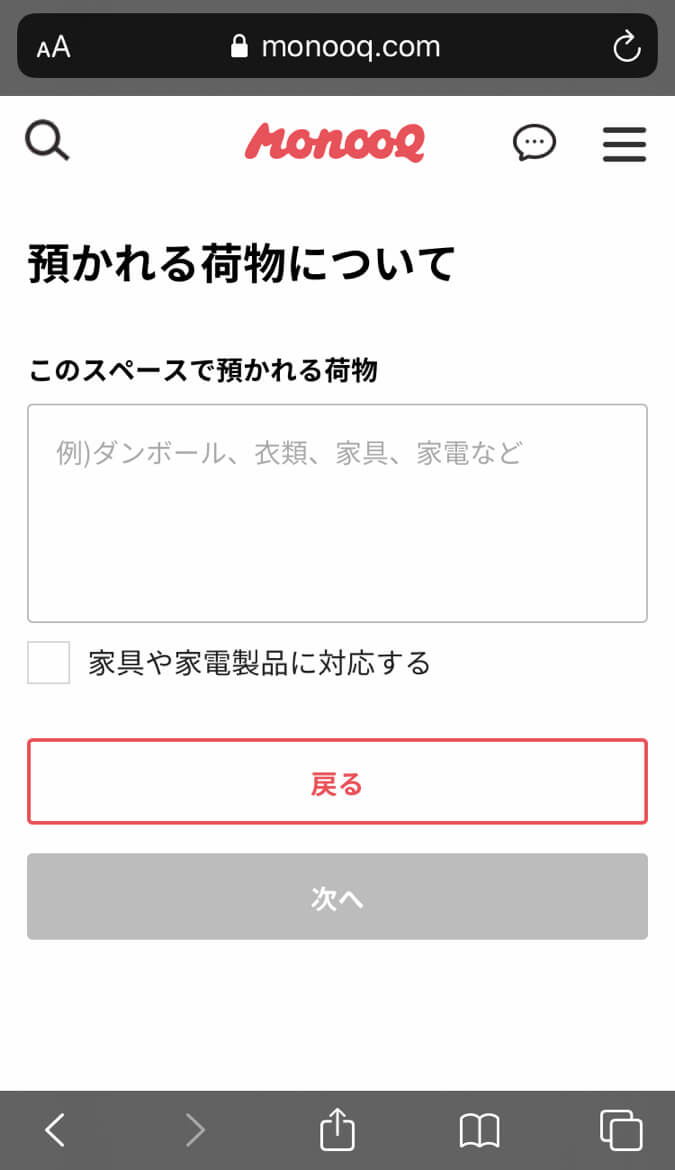 AA monooq.com
monooQ
預かれる荷物について
このスペースで預かれる荷物
例)ダンボール、衣類、家具、家電など
家具や家電製品に対応する
戻る
次へ